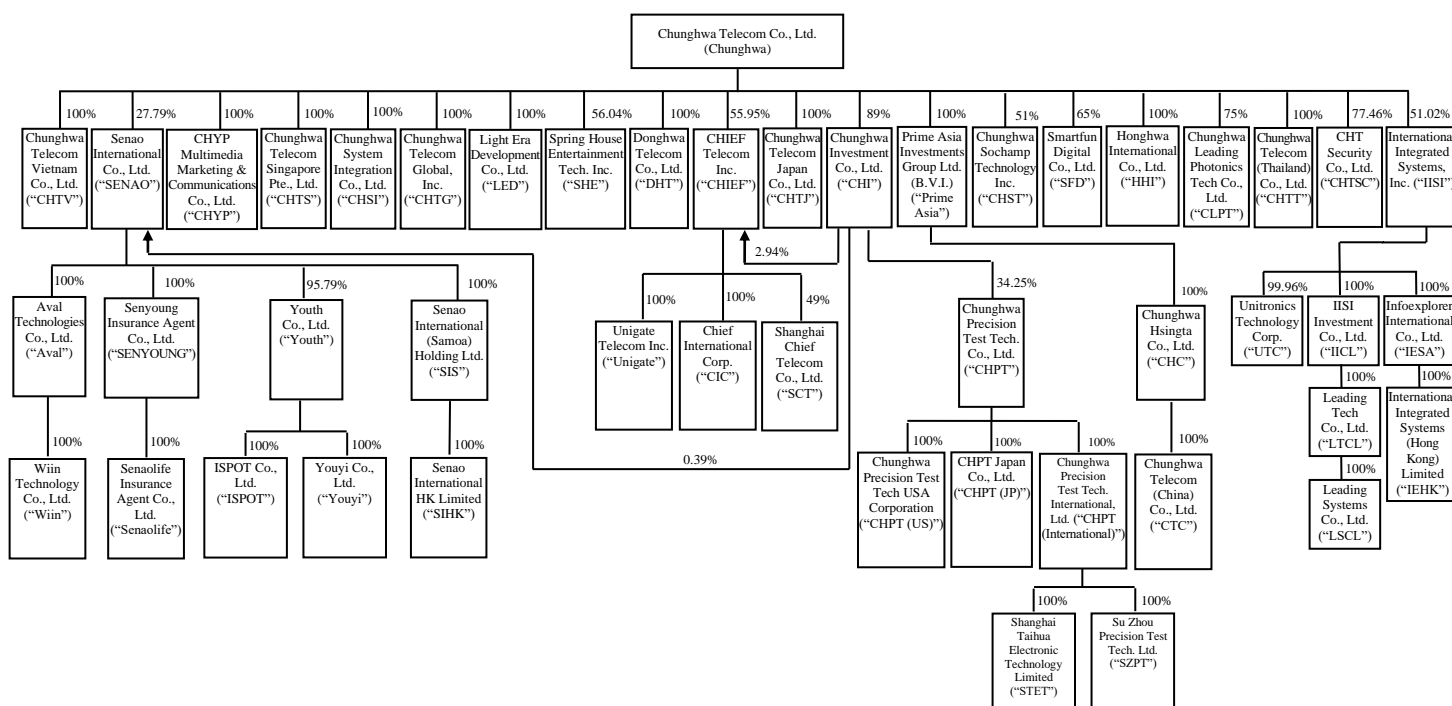 Chunghwa Telecom Co., Ltd.
(Chunghwa)
100%
27.79%
100%
100%
100%
100%
100%
56.04%
100%
55.95%
100%
89%
100%
51%
65%
100%
75%
100%
77.46%
51.02%
Chunghwa
Telecom
Vietnam
Co., Ltd.
(“CHTV”)
Senao
International
Co., Ltd.
(“SENAO”)
CHYP
Multimedia
Marketing &
Communications
Co., Ltd.
(“CHYP”)
Chunghwa
Telecom
Singapore
Pte., Ltd.
(“CHTS”)
Chunghwa
System
Integration
Co., Ltd.
(“CHSI”)
Chunghwa
Telecom
Global,
Inc.
(“CHTG”)
Light Era
Development
Co., Ltd.
(“LED”)
Spring House
Entertainment
Tech. Inc.
(“SHE”)
Donghwa
Telecom
Co., Ltd.
(“DHT”)
CHIEF
Telecom
Inc.
(“CHIEF”)
Chunghwa
Telecom
Japan
Co., Ltd.
(“CHTJ”)
Chunghwa
Investment
Co., Ltd.
(“CHI”)
Prime Asia
Investments
Group Ltd.
(B.V.I.)
(“Prime
Asia”)
Chunghwa
Sochamp
Technology
Inc.
(“CHST”)
Smartfun
Digital
Co., Ltd.
(“SFD”)
Honghwa
International
Co., Ltd.
(“HHI”)
Chunghwa
Leading
Photonics
Tech Co.,
Ltd.
(“CLPT”)
Chunghwa
Telecom
(Thailand)
Co., Ltd.
(“CHTT”)
CHT
Security
Co., Ltd.
(“CHTSC”)
International
Integrated
Systems,
Inc. (“IISI”)
2.94%
0.39%
100%
100%
95.79%
100%
Aval
Technologies
Co., Ltd.
(“Aval”)
Senyoung
Insurance Agent
Co., Ltd.
(“SENYOUNG”)
Youth
Co., Ltd.
(“Youth”)
Senao
International
(Samoa)
Holding Ltd.
(“SIS”)
100%
100%
49%
Unigate
Telecom Inc.
(“Unigate”)
Chief
International
Corp.
(“CIC”)
Shanghai
Chief
Telecom
Co., Ltd.
(“SCT”)
34.25%
Chunghwa
Precision
Test Tech.
Co., Ltd.
(“CHPT”)
100%
Chunghwa
Hsingta
Co., Ltd.
(“CHC”)
99.96%
100%
100%
Unitronics
Technology
Corp.
(“UTC”)
IISI
Investment
Co., Ltd.
(“IICL”)
Infoexplorer
International
Co., Ltd.
(“IESA”)
100%
100%
Leading
Tech
Co., Ltd.
(“LTCL”)
International
Integrated
Systems
(Hong
Kong)
Limited
(“IEHK”)
100%
Leading
Systems
Co., Ltd.
(“LSCL”)
100%
100%
100%
100%
100%
Wiin
Technology
Co., Ltd.
(“Wiin”)
Senaolife
Insurance
Agent Co.,
Ltd.
(“Senaolife”)
ISPOT Co.,
Ltd.
(“ISPOT”)
Youyi Co.,
Ltd.
(“Youyi”)
Senao
International
HK Limited
(“SIHK”)
100%
100%
100%
100%
Chunghwa
Precision Test
Tech USA
Corporation
(“CHPT (US)”)
CHPT Japan
Co., Ltd.
(“CHPT (JP)”)
Chunghwa
Precision
Test Tech.
International,
Ltd. (“CHPT
(International)”)
Chunghwa
Telecom
(China)
Co., Ltd.
(“CTC”)
100%
100%
Shanghai
Taihua
Electronic
Technology
Limited
(“STET”)
Su Zhou
Precision Test
Tech. Ltd.
(“SZPT”)